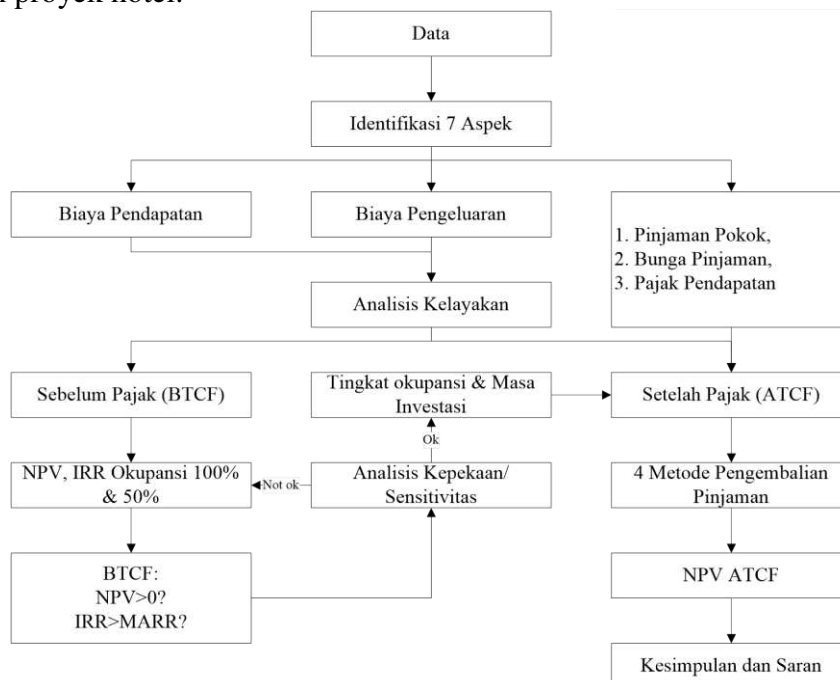 proyek hotel.
Data
Identifikasi 7 Aspek
Biaya Pendapatan
Biaya Pengeluaran
1. Pinjaman Pokok,
2. Bunga Pinjaman,
3. Pajak Pendapatan
Analisis Kelayakan
Sebelum Pajak (BTCF)
Tingkat okupansi & Masa
Investasi
Setelah Pajak (ATCF)
Ok
NPV, IRR Okupansi 100%
& 50%
Not ok
Analisis Kepekaan/
Sensitivitas
4 Metode Pengembalian
Pinjaman
BTCF:
NPV>0?
IRR>MARR?
NPV ATCF
Kesimpulan dan Saran